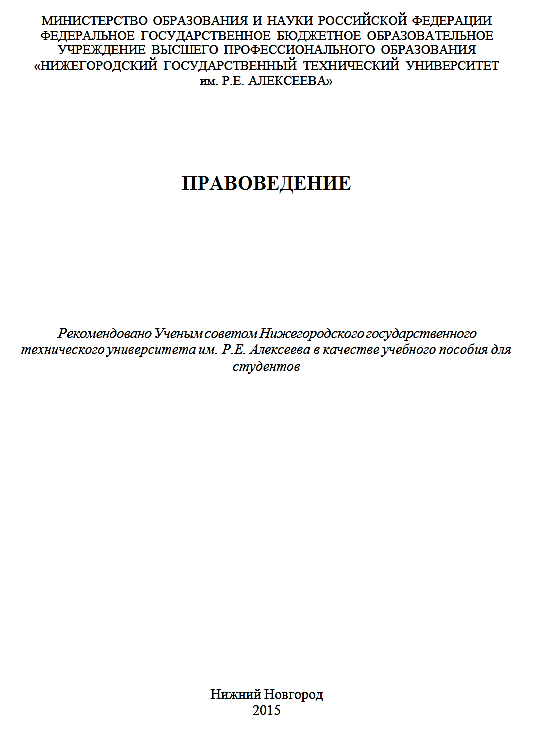 МИНИСТЕРСТВО ОБРАЗОВАНИЯ И НАУКИ РОССИЙСКОЙ ФЕДЕРАЦИИ
ФЕДЕРАЛЬНОЕ ГОСУДАРСТВЕННОЕ БЮДЖЕТНОЕ ОБРАЗОВАТЕЛЬНОЕ
УЧРЕЖДЕНИЕ ВЫСШЕГО ПРОФЕССИОНАЛЬНОГО ОБРАЗОВАНИЯ
«НИЖЕГОРОДСКИЙ ГОСУДАРСТВЕННЫЙ ТЕХНИЧЕСКИЙ УНИВЕРСИТЕТ
им. Р.Е. АЛЕКСЕЕВА»
ПРАВОВЕДЕНИЕ
Рекомендовано Ученым советом Нижегородского государственного
технического университета им. Р.Е. Алексеева в качестве учебного пособия для
студентов
Нижний Новгород
2015